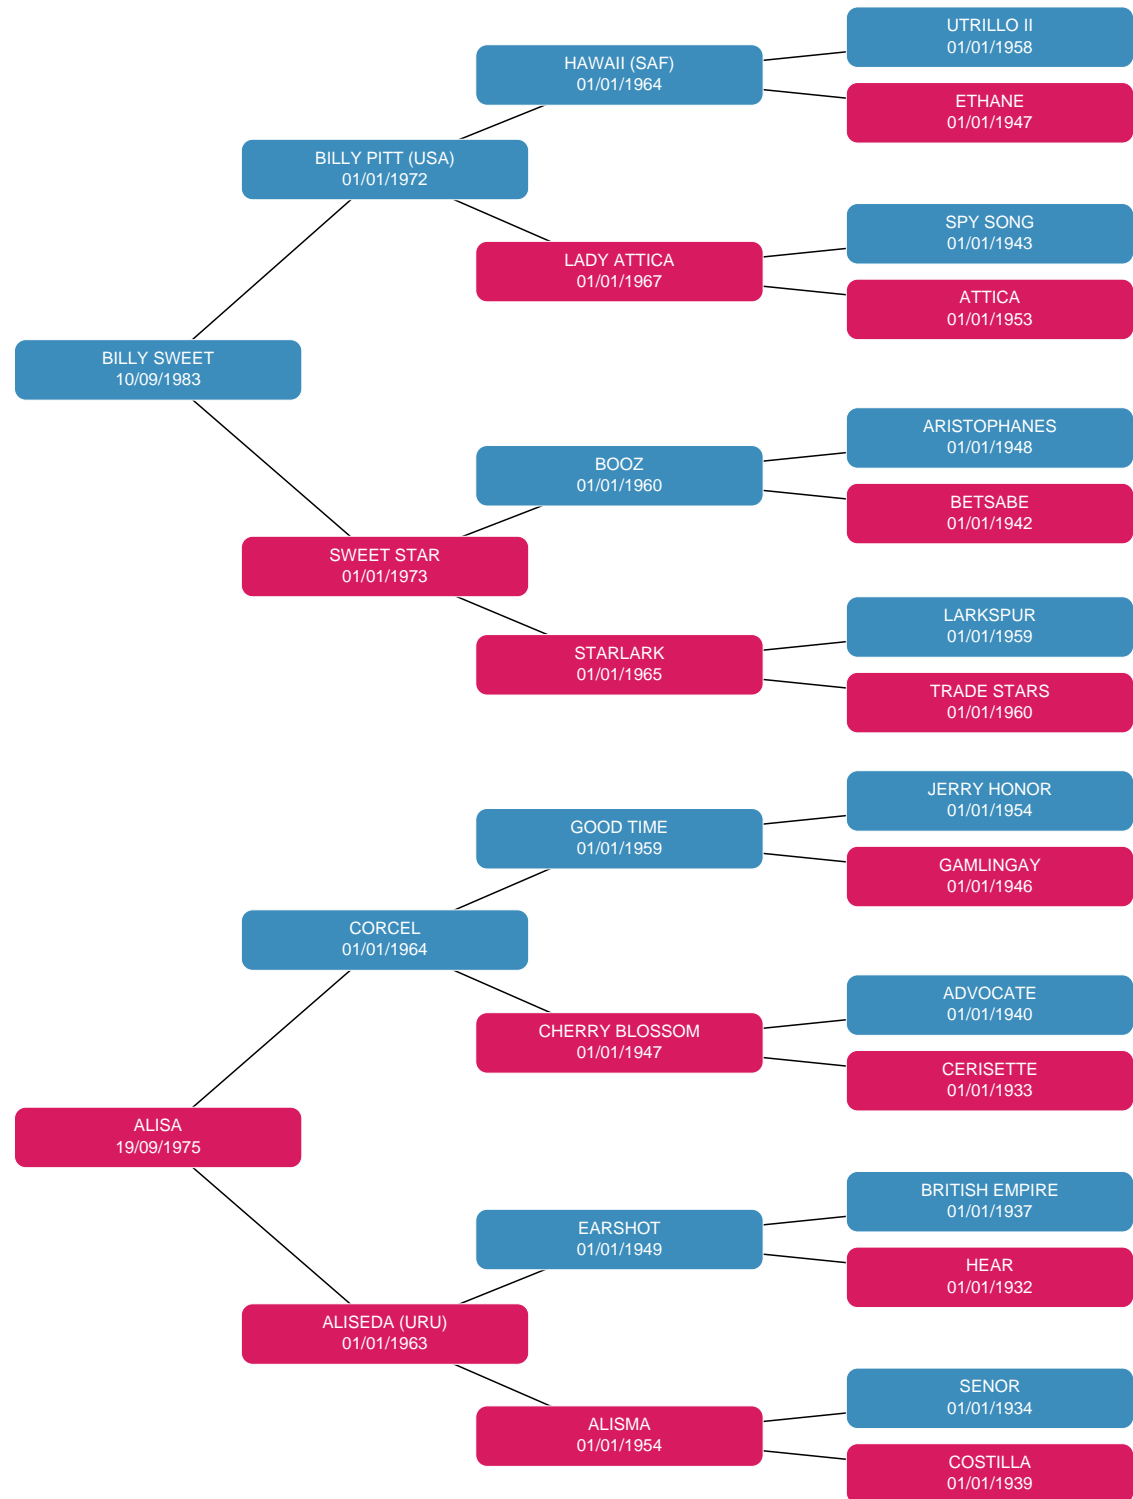 UTRILLO II
01/01/1958
HAWAII (SAF)
01/01/1964
ETHANE
01/01/1947
BILLY PITT (USA)
01/01/1972
SPY SONG
01/01/1943
LADY ATTICA
01/01/1967
ATTICA
01/01/1953
BILLY SWEET
10/09/1983
ARISTOPHANES
01/01/1948
BOOZ
01/01/1960
BETSABE
01/01/1942
SWEET STAR
01/01/1973
LARKSPUR
01/01/1959
STARLARK
01/01/1965
TRADE STARS
01/01/1960
JERRY HONOR
01/01/1954
GOOD TIME
01/01/1959
GAMLINGAY
01/01/1946
CORCEL
01/01/1964
ADVOCATE
01/01/1940
CHERRY BLOSSOM
01/01/1947
CERISETTE
01/01/1933
ALISA
19/09/1975
BRITISH EMPIRE
01/01/1937
EARSHOT
01/01/1949
HEAR
01/01/1932
ALISEDA (URU)
01/01/1963
SENOR
01/01/1934
ALISMA
01/01/1954
COSTILLA
01/01/1939